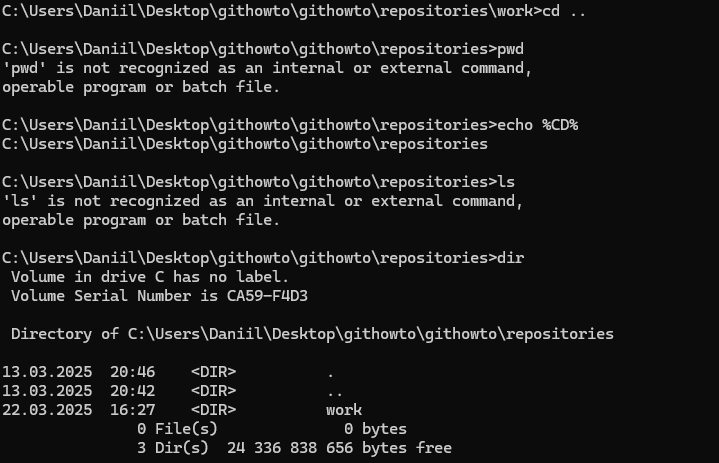 C:\Users\Daniil\Desktop\githowto\githowto\repositories\work>cd ..
C:\Users\Daniil\Desktop\githowto\githowto\repositories>pwd
'pwd' is not recognized as an internal or external command,
operable program or batch file.
C:\Users\Daniil\Desktop\githowto\githowto\repositories>echo %CD%
C:\Users\Daniil\Desktop\githowto\githowto\repositories
C:\Users\Daniil\Desktop\githowto\githowto\repositories>ls
'ls' is not recognized as an internal or external command,
operable program or batch file.
C:\Users\Daniil\Desktop\githowto\githowto\repositories>dir
 Volume in drive C has no label.
 Volume Serial Number is CA59-F4D3
 Directory of C:\Users\Daniil\Desktop\githowto\githowto\repositories
13.03.2025  20:46    <DIR>          .
13.03.2025  20:42    <DIR>          ..
22.03.2025  16:27    <DIR>          work
               0 File(s)              0 bytes
               3 Dir(s)  24 336 838 656 bytes free